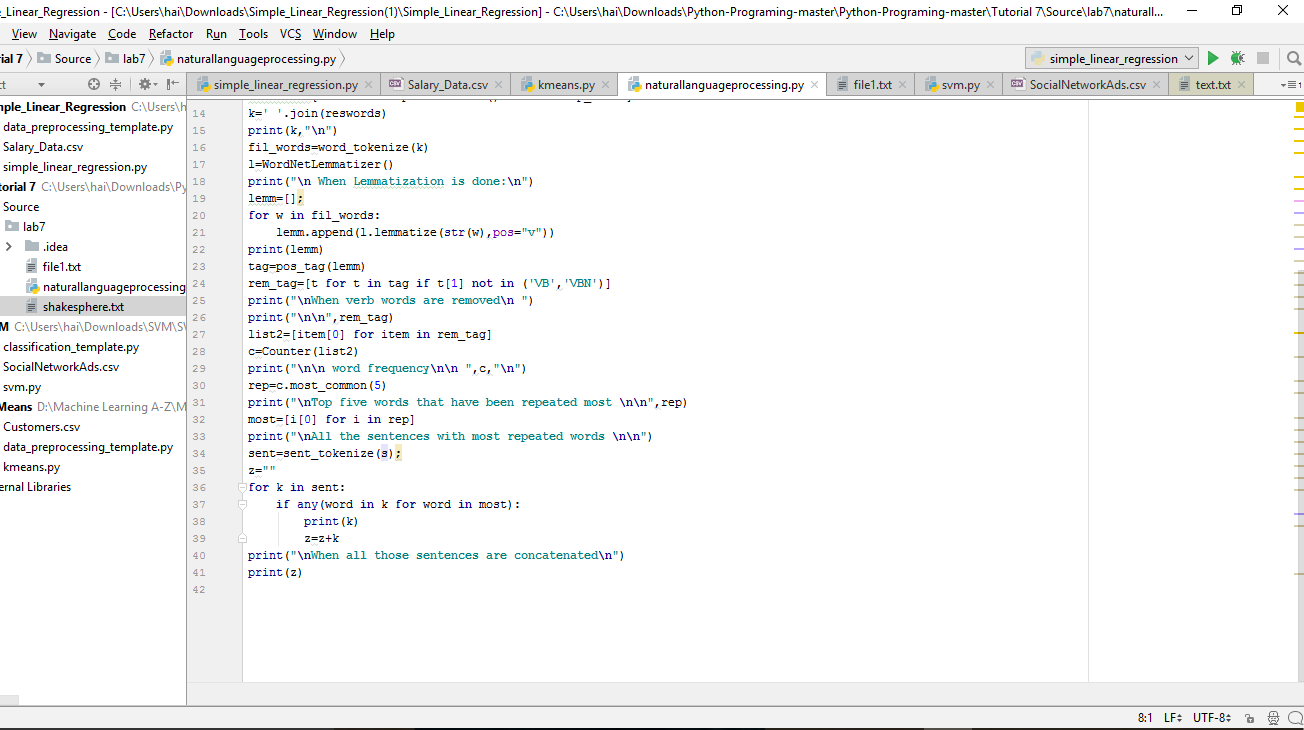 _Linear_Regression - [C:\Users\hai\Downloads\Simple_Linear_Regression(1)\Simple_Linear_Regression] - C:\Users\hai\Downloads\Python-Programing-master\Python-Programing-master\Tutorial 7\Source\lab7\naturall...
View Navigate Code Refactor Run Tools VCS Window Help
ial 7 Source lab7 naturallanguageprocessing.py simple_linear_regression
simple_linear_regression.py Salary_Data.csv kmeans.py naturallanguageprocessing.py file1.txt svm.py SocialNetworkAds.csv text.txt
mple_Linear_Regression C:\Users\h
data_preprocessing_template.py
Salary_Data.csv
simple_linear_regression.py
torial 7 C:\Users\hai\Downloads\Py
Source
lab7
.idea
file1.txt
naturallanguageprocessing
shakesphere.txt
M C:\Users\hai\Downloads\SVM\SV
classification_template.py
SocialNetworkAds.csv
svm.py
Means D:\Machine Learning A-Z\M
Customers.csv
data_preprocessing_template.py
kmeans.py
ernal Libraries
14 k=' '.join(reswords)
15 print(k,"\n")
16 fil_words=word_tokenize(k)
17 l=WordNetLemmatizer()
18 print("\n When Lemmatization is done:\n")
19 lemm=[];
20 for w in fil_words:
21 lemm.append(l.lemmatize(str(w),pos="v"))
22 print(lemm)
23 tag=pos_tag(lemm)
24 rem_tag=[t for t in tag if t[1] not in ('VB','VBN')]
25 print("\nWhen verb words are removed\n ")
26 print("\n\n",rem_tag)
27 list2=[item[0] for item in rem_tag]
28 c=Counter(list2)
29 print("\n\n word frequency\n\n ",c,"\n")
30 rep=c.most_common(5)
31 print("\nTop five words that have been repeated most \n\n",rep)
32 most=[i[0] for i in rep]
33 print("\nAll the sentences with most repeated words \n\n")
34 sent=sent_tokenize(s);
35 z=""
36 for k in sent:
37 if any(word in k for word in most):
38 print(k)
39 z=z+k
40 print("\nWhen all those sentences are concatenated\n")
41 print(z)
42
8:1 LF UTF-8